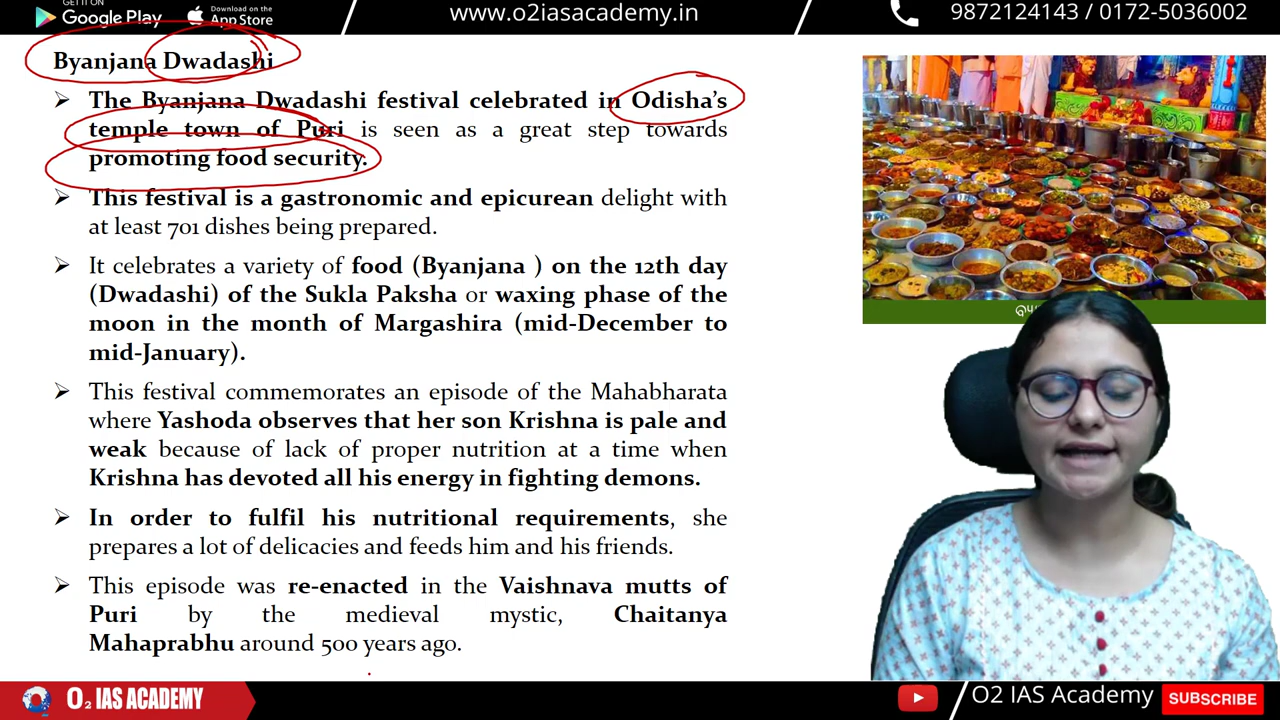 GET IT ON
Google Play
Download on the
App Store
www.o2iasacademy.in
9872124143 / 0172-5036002
Byanjana Dwadashi
➢ The Byanjana Dwadashi festival celebrated in Odisha's
temple town of Puri is seen as a great step towards
promoting food security.
➢ This festival is a gastronomic and epicurean delight with
at least 701 dishes being prepared.
➢ It celebrates a variety of food (Byanjana ) on the 12th day
(Dwadashi) of the Sukla Paksha or waxing phase of the
moon in the month of Margashira (mid-December to
mid-January).
➢ This festival commemorates an episode of the Mahabharata
where Yashoda observes that her son Krishna is pale and
weak because of lack of proper nutrition at a time when
Krishna has devoted all his energy in fighting demons.
➢ In order to fulfil his nutritional requirements, she
prepares a lot of delicacies and feeds him and his friends.
➢ This episode was re-enacted in the Vaishnava mutts of
Puri by the medieval mystic, Chaitanya
Mahaprabhu around 500 years ago.
O₂ IAS ACADEMY
O2 IAS Academy
SUBSCRIBE